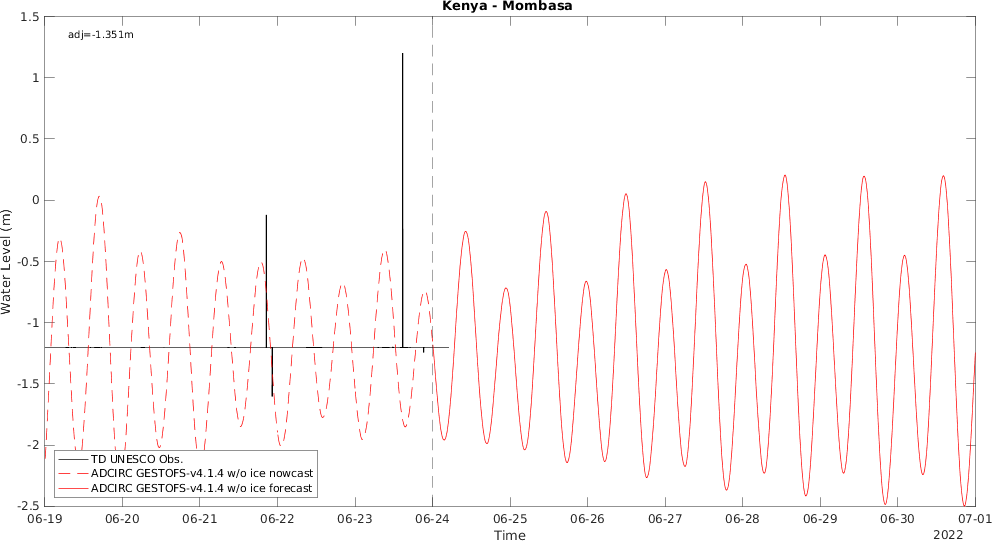 Kenya - Mombasa
adj=-1.351m
1.5
1
0.5
0
-0.5
-1
-1.5
-2
-2.5
Water Level (m)
TD UNESCO Obs.
ADCIRC GESTOFS-v4.1.4 w/o ice nowcast
ADCIRC GESTOFS-v4.1.4 w/o ice forecast
06-19 06-20 06-21 06-22 06-23 06-24 06-25 06-26 06-27 06-28 06-29 06-30 07-01
Time
2022